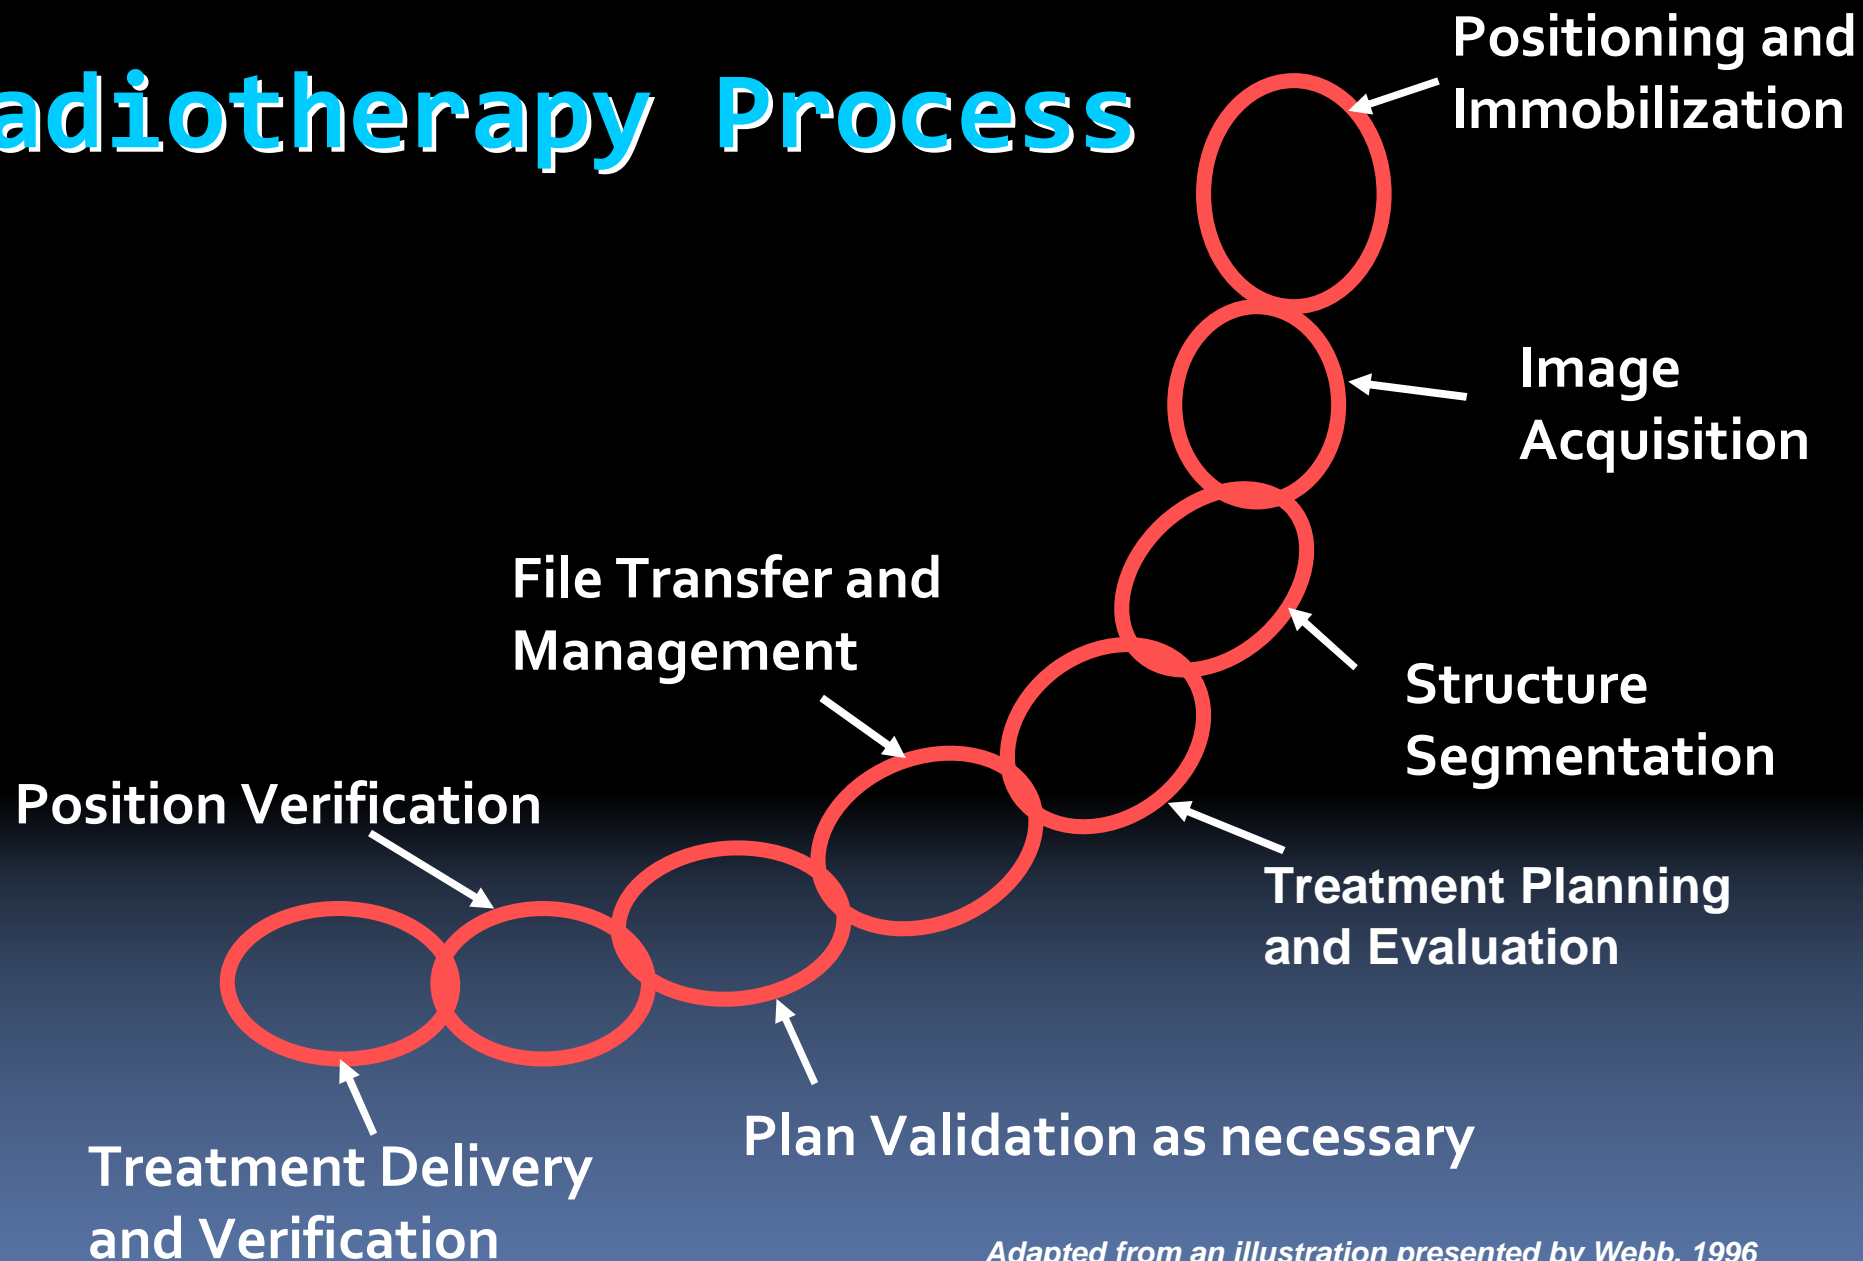 adiotherapy Process
Positioning and
Immobilization
Image
Acquisition
File Transfer and
Management
Structure
Segmentation
Position Verification
Treatment Planning
and Evaluation
Plan Validation as necessary
Treatment Delivery
and Verification
Adapted from an illustration presented by Webb, 1996